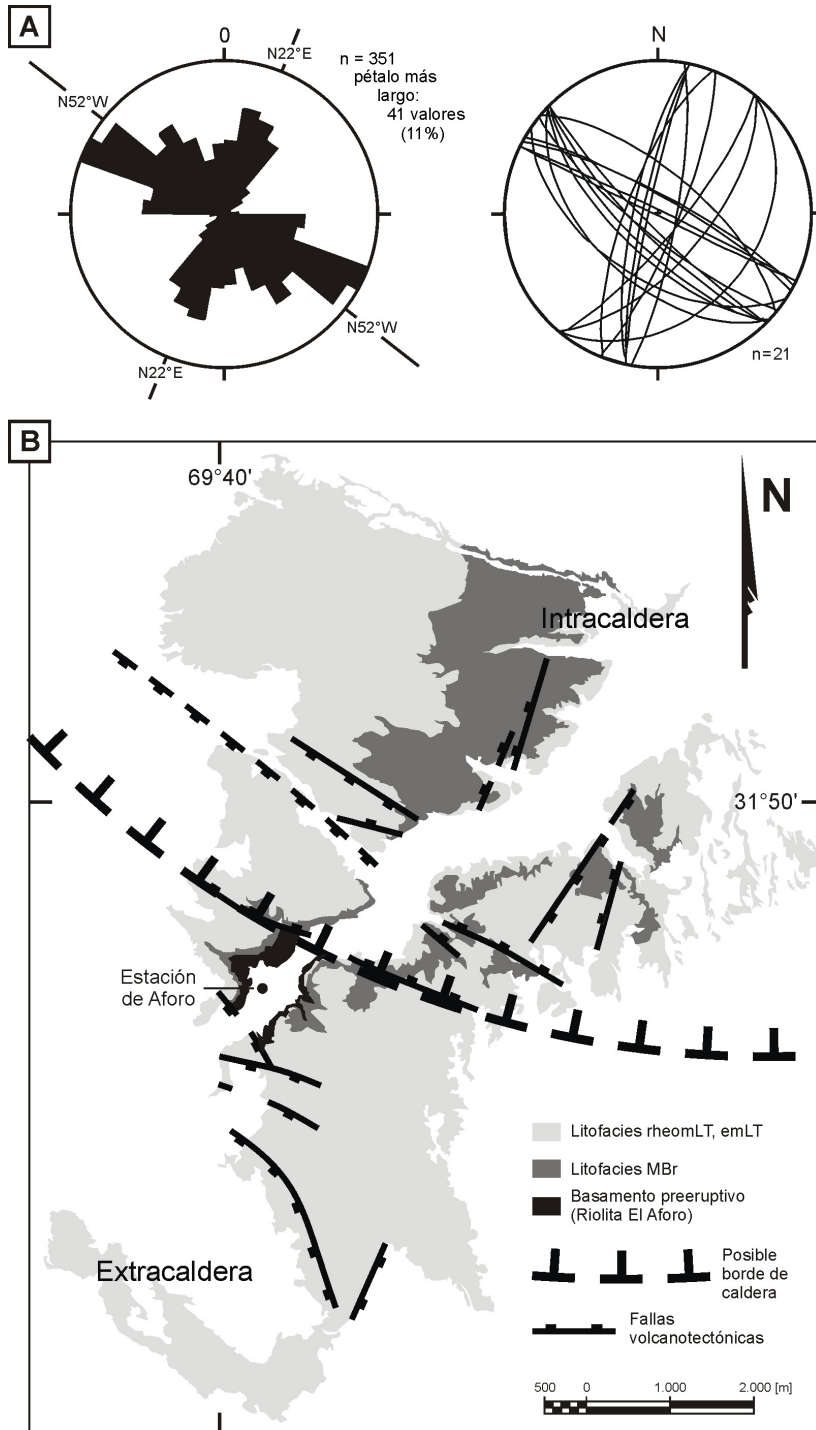 A
0
N22°E
N52°W
n = 351
pétalo más
largo:
41 valores
(11%)
N52°W
N22°E
N
n=21
B
69°40'
N
Intracaldera
31°50'
Estación
de Aforo
Extracaldera
Litofacies rheomLT, emLT
Litofacies MBr
Basamento preeruptivo
(Riolita El Aforo)
Posible
borde de
caldera
Fallas
volcanotectónicas
500 0 1.000 2.000 [m]